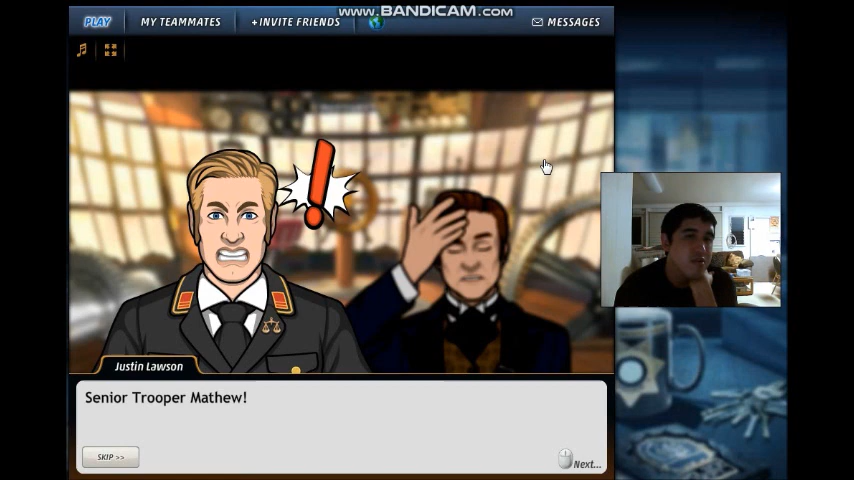 www.BANDICAM.com
PLAY MY TEAMMATES +INVITE FRIENDS MESSAGES
Justin Lawson
Senior Trooper Mathew!
SKIP >>
Next...